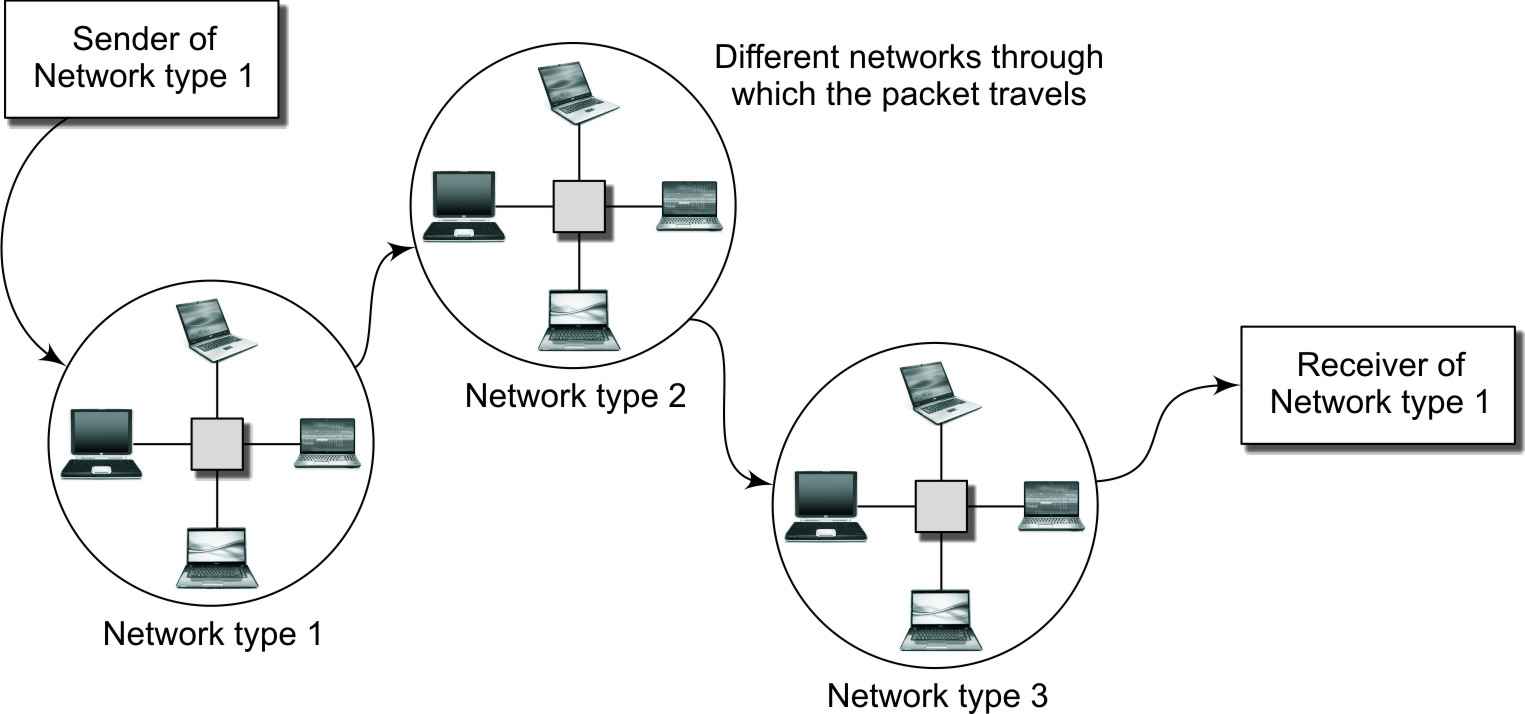 Sender of
Network type 1
Different networks through
which the packet travels
Network type 2
Receiver of
Network type 1
Network type 1
Network type 3